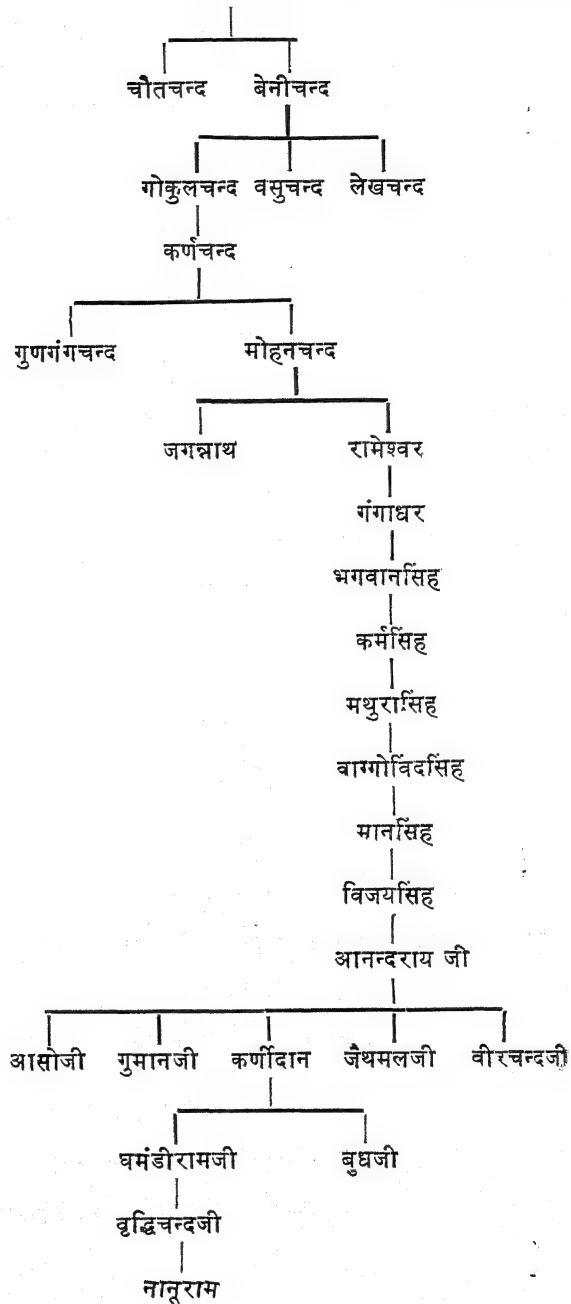 चौतचन्द बेनीचन्द
गोकुलचन्द वसुचन्द लेखचन्द
कर्णचन्द
गुणगंगचन्द मोहनचन्द
जगन्नाथ रामेश्वर
गंगाधर
भगवानसिंह
कर्मसिंह
मथुरासिंह
वाग्गोविंदसिंह
मानसिंह
विजयसिंह
आनन्दराय जी
आसोजी गुमानजी कर्णीदान जैथमलजी वीरचन्दजी
घमंडीरामजी बुधजी
वृद्धिचन्दजी
नानूराम